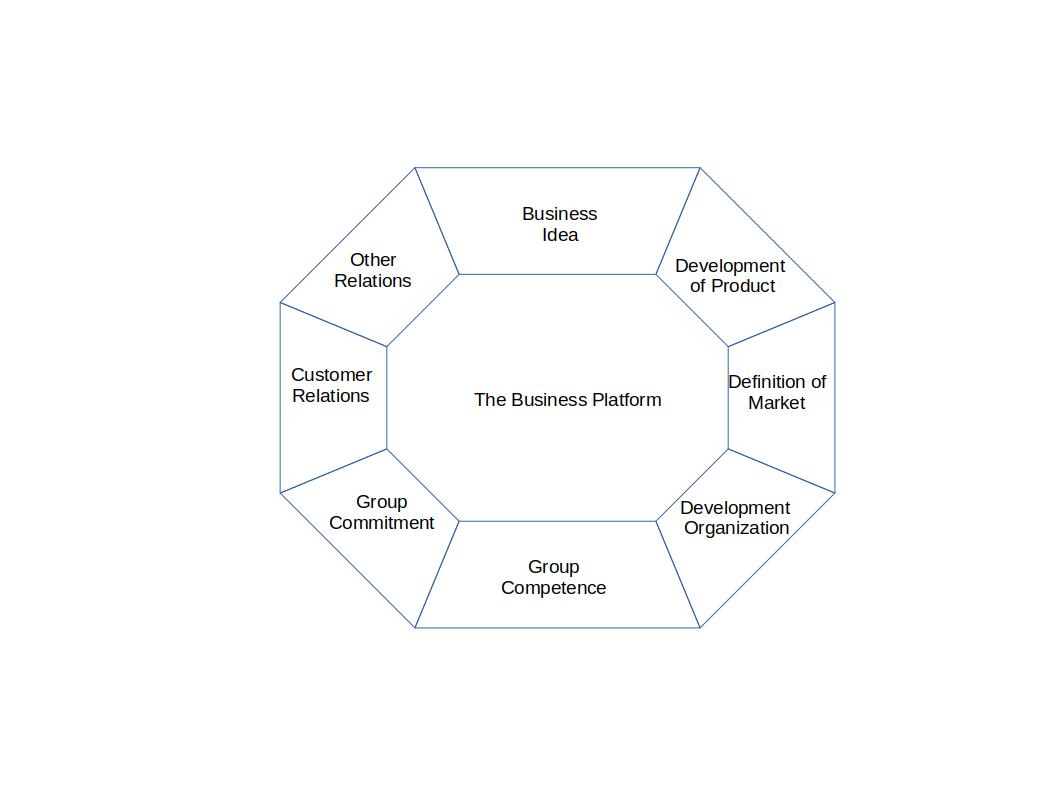 Business
Idea
Development
of Product
Definition of
Market
Development
Organization
Group
Competence
Group
Commitment
Customer
Relations
Other
Relations
The Business Platform